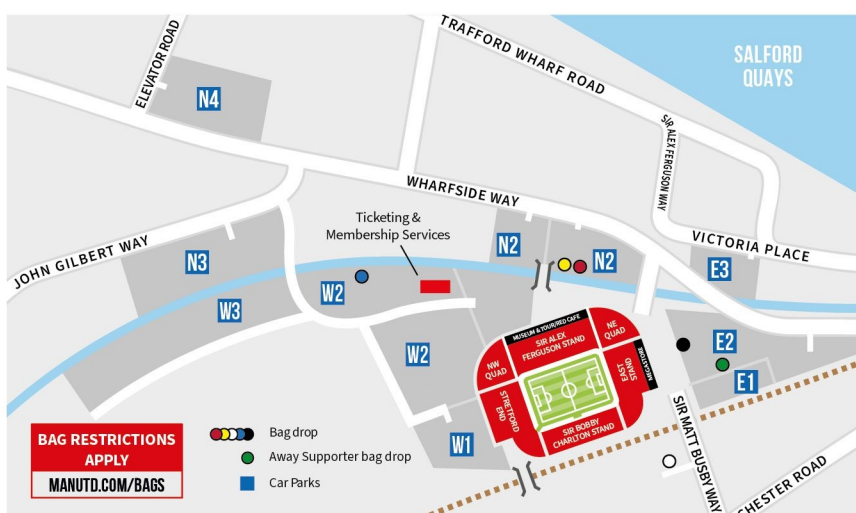 ELEVATOR ROAD
TRAFFORD WHARF ROAD
SALFORD
QUAYS
N4
SIR ALEX FERGUSON WAY
WHARFSIDE WAY
Ticketing &
Membership Services
JOHN GILBERT WAY
VICTORIA PLACE
N3
N2
N2
E3
W3
W2
W2
MUSEUM & TOUR/RED CAFE
NW
QUAD
SIR ALEX
FERGUSON STAND
NE
QUAD
MEGASTORE
EAST
STAND
STRETFORD
END
SIR BOBBY
CHARLTON STAND
E2
E1
W1
SIR MATT BUSBY WAY
CHESTER ROAD
BAG RESTRICTIONS
APPLY
MANUTD.COM/BAGS
Bag drop
Away Supporter bag drop
Car Parks